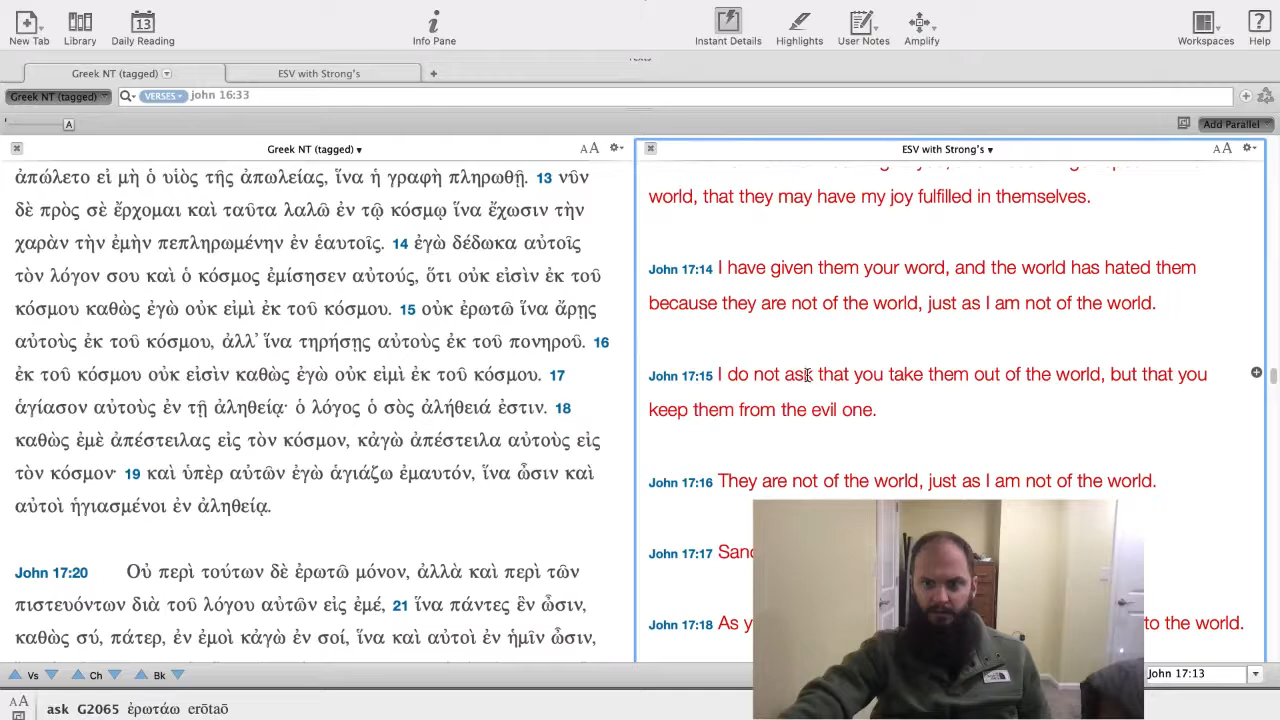 New Tab
Library
13
Daily Reading
Info Pane
Instant Details
Highlights
User Notes
Amplify
Workspaces
Help
Greek NT (tagged)
ESV with Strong's
Greek NT (tagged)
VERSES
john 16:33
A
Add Parallel
Greek NT (tagged)
AA
ESV with Strong's
AA
ἀπώλετο εἰ μὴ ὁ υἱὸς τῆς ἀπωλείας, ἵνα ἡ γραφὴ πληρωθῇ. 13 νῦν
δὲ πρὸς σὲ ἔρχομαι καὶ ταῦτα λαλῶ ἐν τῷ κόσμῳ ἵνα ἔχωσιν τὴν
χαρὰν τὴν ἐμὴν πεπληρωμένην ἐν ἑαυτοῖς. 14 ἐγὼ δέδωκα αὐτοῖς
τὸν λόγον σου καὶ ὁ κόσμος ἐμίσησεν αὐτούς, ὅτι οὐκ εἰσὶν ἐκ τοῦ
κόσμου καθὼς ἐγὼ οὐκ εἰμὶ ἐκ τοῦ κόσμου. 15 οὐκ ἐρωτῶ ἵνα ἄρῃς
αὐτοὺς ἐκ τοῦ κόσμου, ἀλλ᾽ ἵνα τηρήσῃς αὐτοὺς ἐκ τοῦ πονηροῦ. 16
ἐκ τοῦ κόσμου οὐκ εἰσὶν καθὼς ἐγὼ οὐκ εἰμὶ ἐκ τοῦ κόσμου. 17
ἁγίασον αὐτοὺς ἐν τῇ ἀληθείᾳ· ὁ λόγος ὁ σὸς ἀλήθειά ἐστιν. 18
καθὼς ἐμὲ ἀπέστειλας εἰς τὸν κόσμον, κἀγὼ ἀπέστειλα αὐτοὺς εἰς
τὸν κόσμον· 19 καὶ ὑπὲρ αὐτῶν ἐγὼ ἁγιάζω ἐμαυτόν, ἵνα ὦσιν καὶ
αὐτοὶ ἡγιασμένοι ἐν ἀληθείᾳ.
John 17:20 Οὐ περὶ τούτων δὲ ἐρωτῶ μόνον, ἀλλὰ καὶ περὶ τῶν
πιστευόντων διὰ τοῦ λόγου αὐτῶν εἰς ἐμέ, 21 ἵνα πάντες ἓν ὦσιν,
καθὼς σύ, πάτερ, ἐν ἐμοὶ κἀγὼ ἐν σοί, ἵνα καὶ αὐτοὶ ἐν ἡμῖν ὦσιν,
world, that they may have my joy fulfilled in themselves.
John 17:14 I have given them your word, and the world has hated them
because they are not of the world, just as I am not of the world.
John 17:15 I do not ask that you take them out of the world, but that you
keep them from the evil one.
John 17:16 They are not of the world, just as I am not of the world.
John 17:17 Sanc
John 17:18 As y to the world.
Vs
Ch
Bk
John 17:13
AA
ask G2065 ἐρωτάω erōtaō